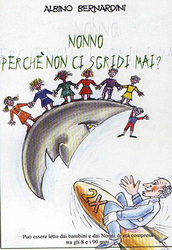 ALBINO BERNARDINI
NONNO
PERCHÈ NON CI SGRIDI MAI?
Può essere letto dai bambini e dai Nonni di età compresa
tra gli 8 e i 90 anni